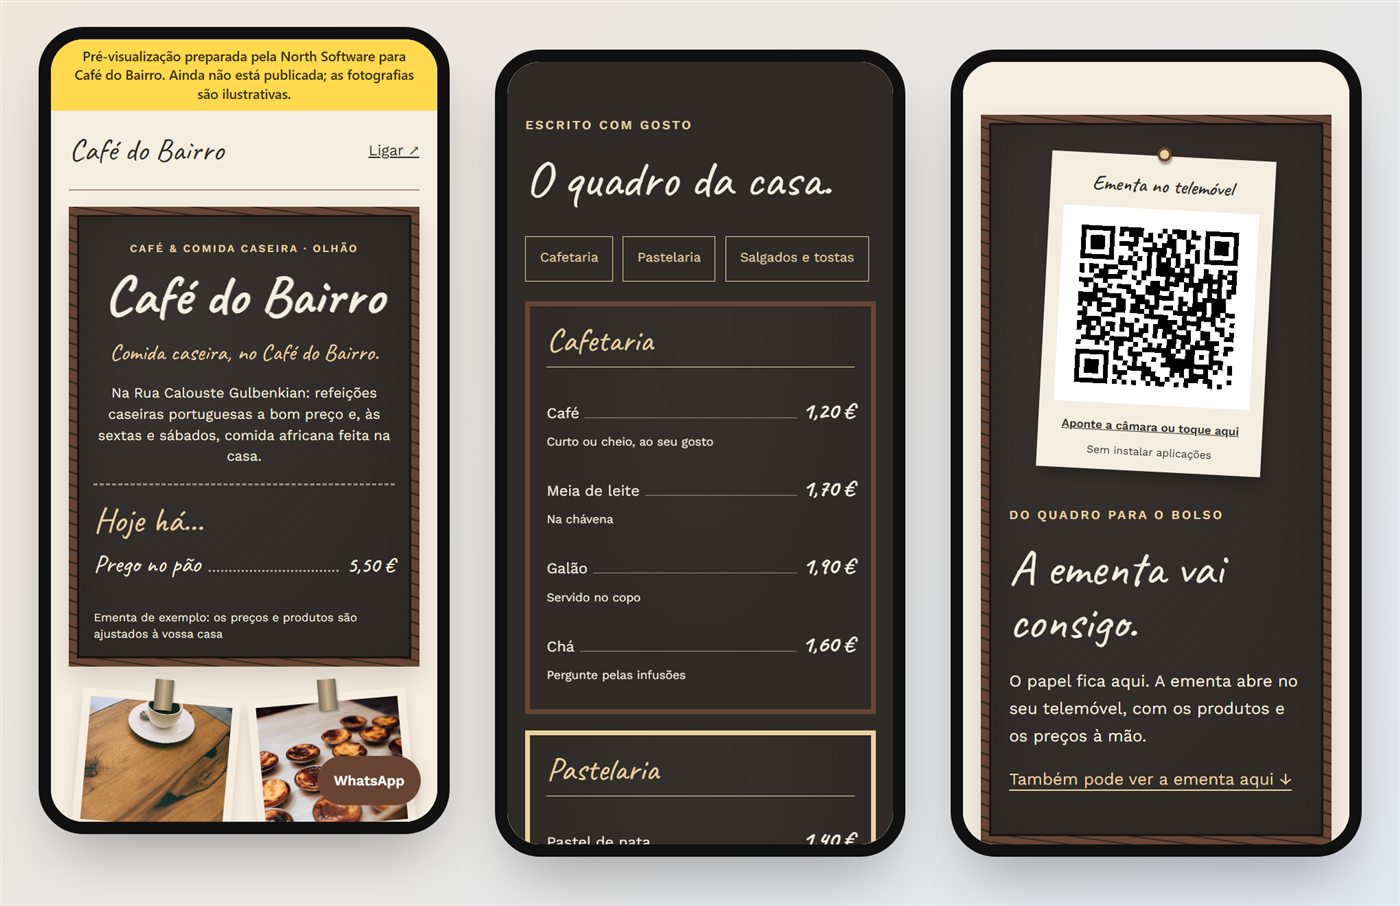 Pré-visualização preparada pela North Software para
Café do Bairro. Ainda não está publicada; as fotografias
são ilustrativas.
Café do Bairro
Ligar ↗
CAFÉ & COMIDA CASEIRA · OLHÃO
Café do Bairro
Comida caseira, no Café do Bairro.
Na Rua Calouste Gulbenkian: refeições
caseiras portuguesas a bom preço e, às
sextas e sábados, comida africana feita na
casa.
Hoje há...
Prego no pão 5,50 €
Ementa de exemplo: os preços e produtos são
ajustados à vossa casa
WhatsApp
ESCRITO COM GOSTO
O quadro da casa.
Cafetaria
Pastelaria
Salgados e tostas
Cafetaria
Café 1,20 €
Curto ou cheio, ao seu gosto
Meia de leite 1,70 €
Na chávena
Galão 1,90 €
Servido no copo
Chá 1,60 €
Pergunte pelas infusões
Pastelaria
Pastel de nata 1,40 €
Ementa no telemóvel
Aponte a câmara ou toque aqui
Sem instalar aplicações
DO QUADRO PARA O BOLSO
A ementa vai
consigo.
O papel fica aqui. A ementa abre no
seu telemóvel, com os produtos e
os preços à mão.
Também pode ver a ementa aqui ↓